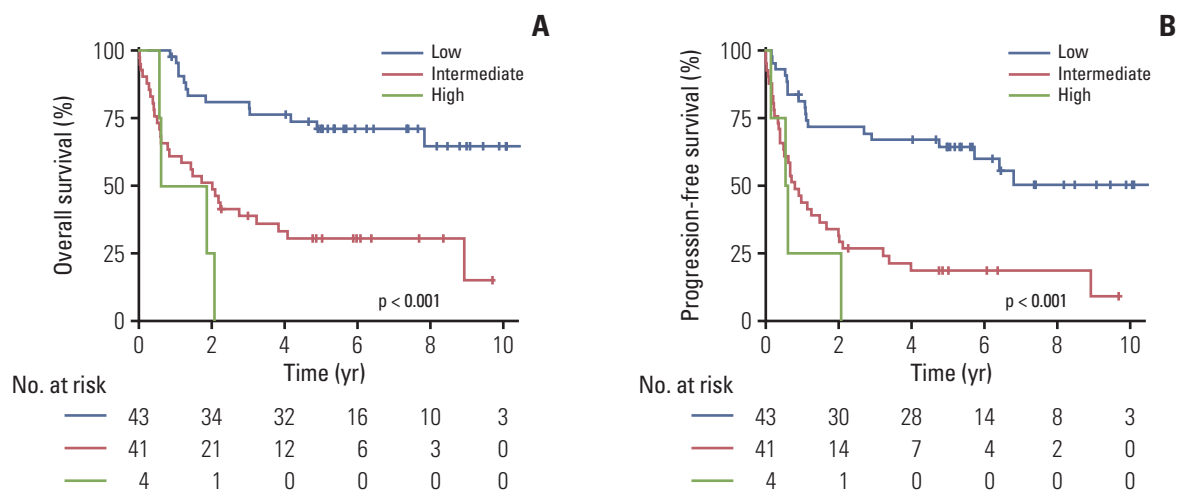 A
Overall survival (%)
100
75
50
25
0
Low
Intermediate
High
p < 0.001
0 2 4 6 8 10
Time (yr)
No. at risk
43 34 32 16 10 3
41 21 12 6 3 0
4 1 0 0 0 0
B
Progression-free survival (%)
100
75
50
25
0
Low
Intermediate
High
p < 0.001
0 2 4 6 8 10
Time (yr)
No. at risk
43 30 28 14 8 3
41 14 7 4 2 0
4 1 0 0 0 0